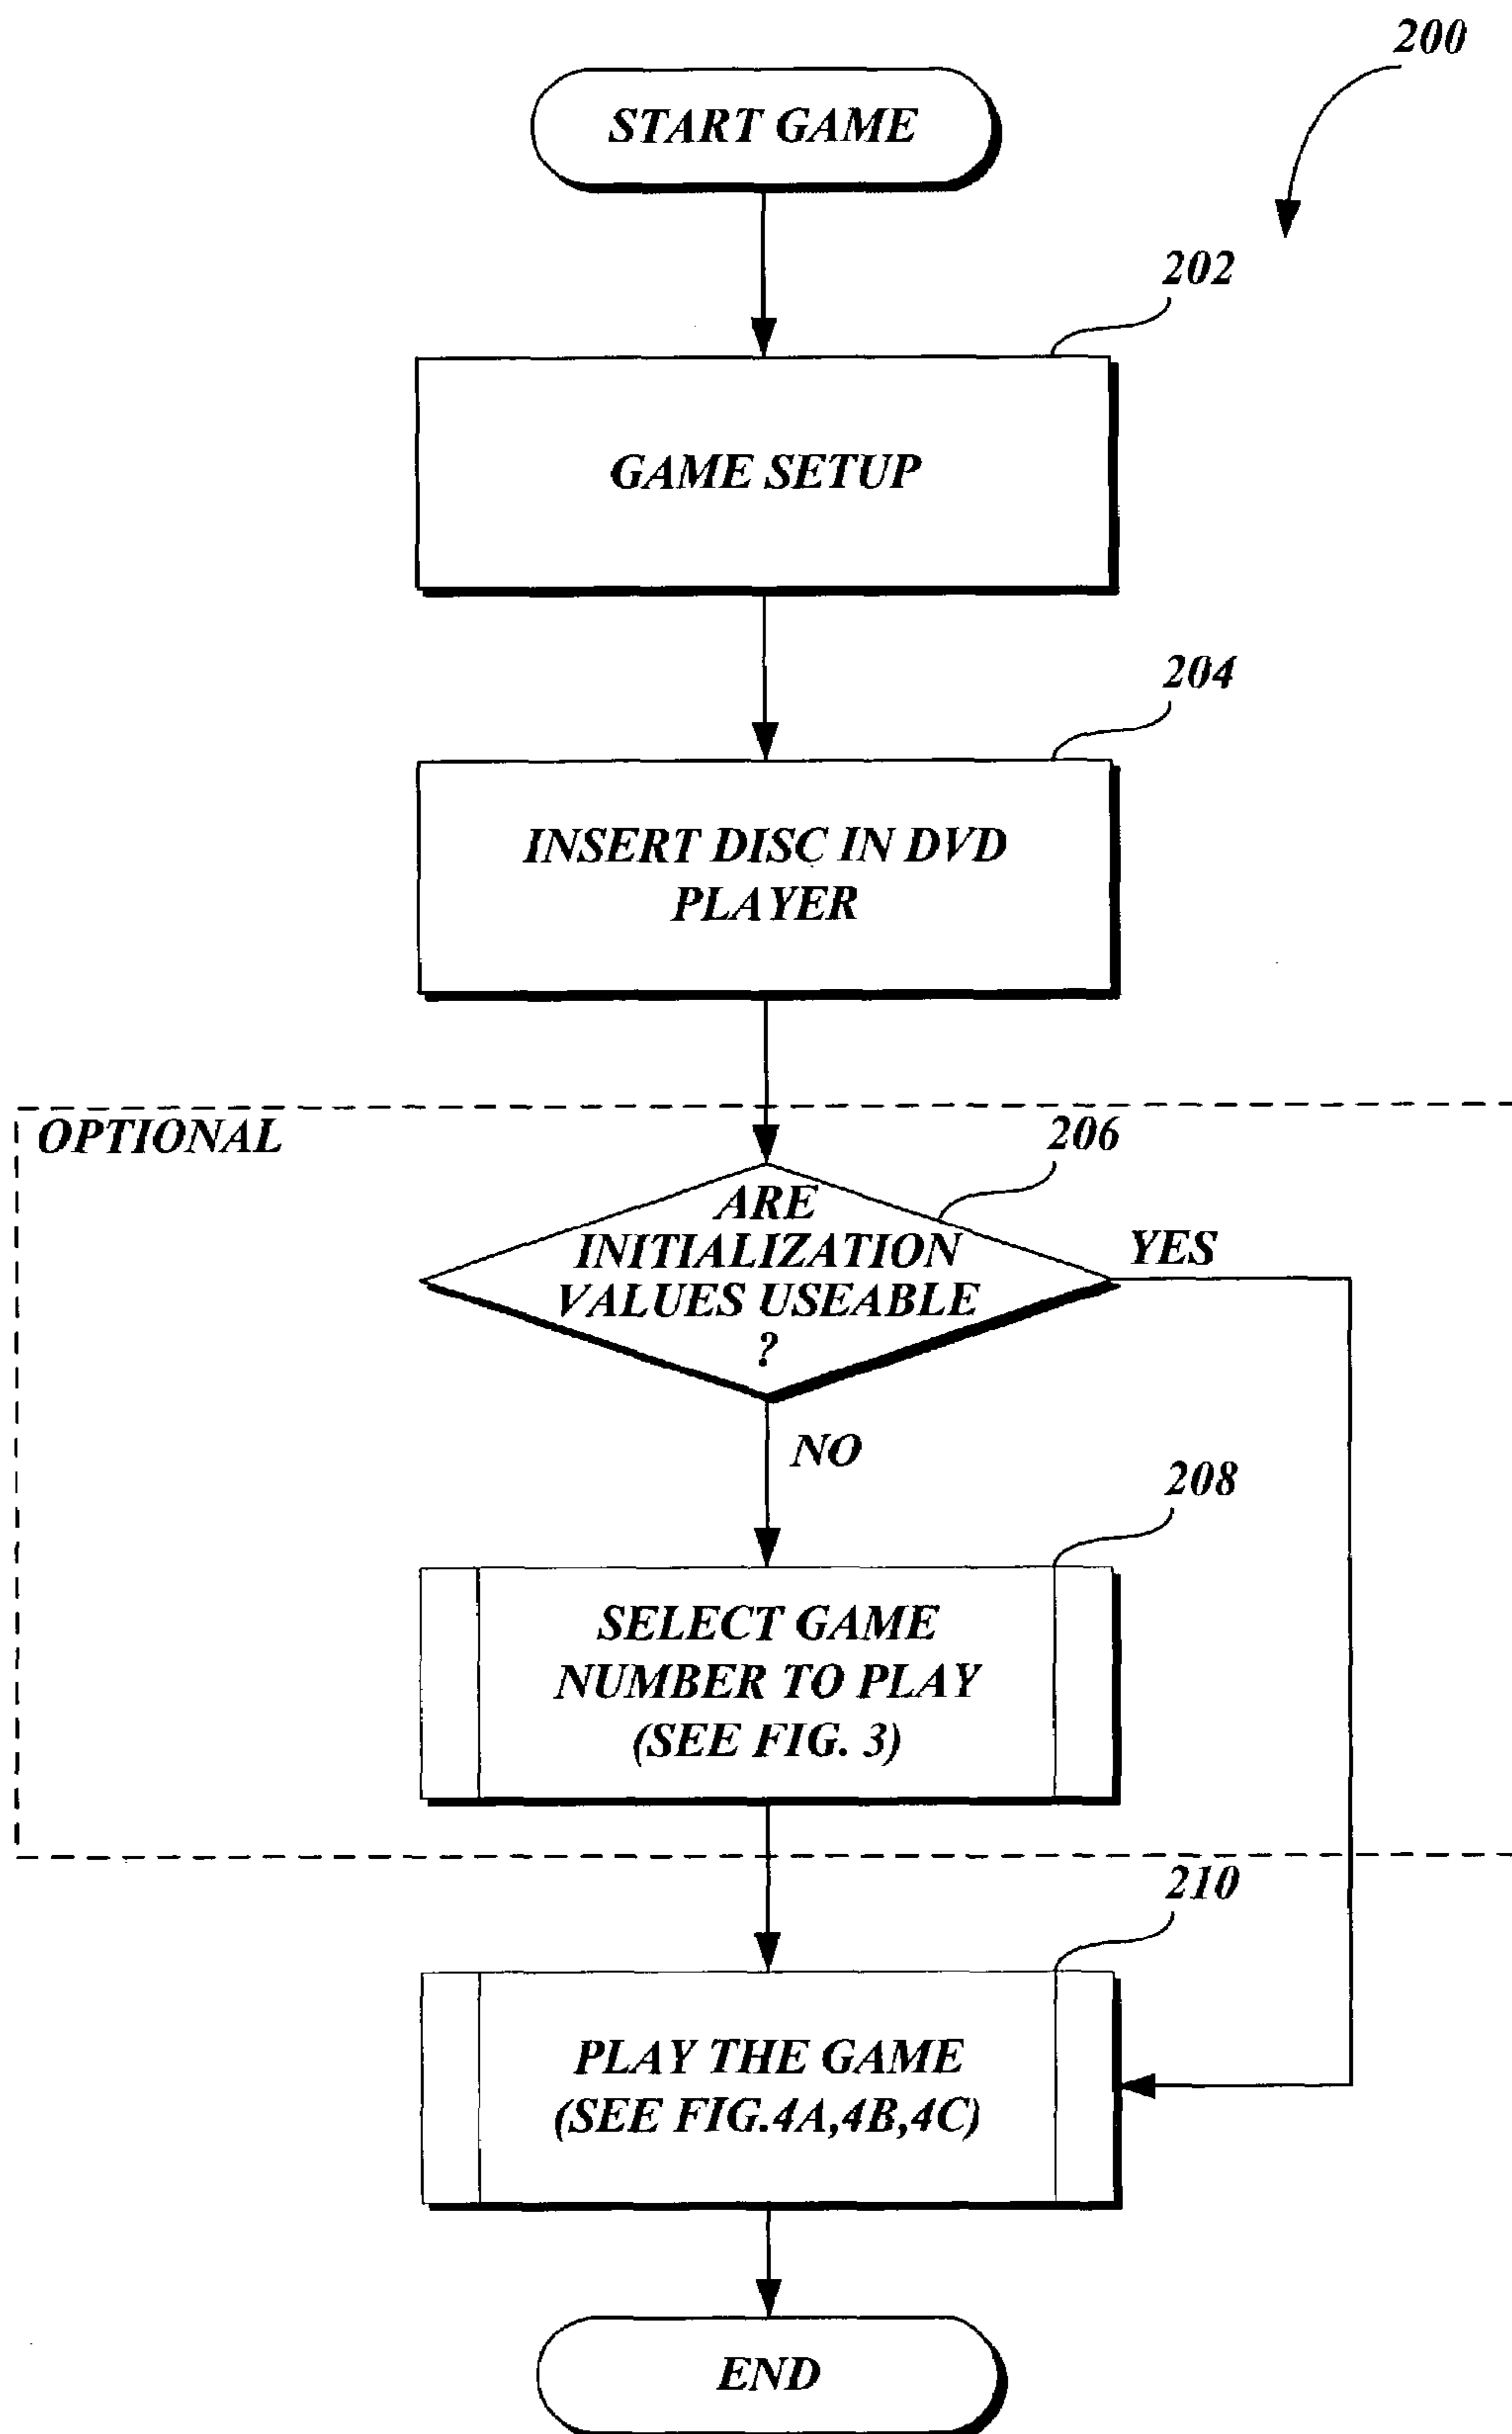 200
START GAME
202
GAME SETUP
204
INSERT DISC IN DVD
PLAYER
OPTIONAL
206
ARE
INITIALIZATION
VALUES USEABLE
?
YES
NO
208
SELECT GAME
NUMBER TO PLAY
(SEE FIG. 3)
210
PLAY THE GAME
(SEE FIG.4A,4B,4C)
END